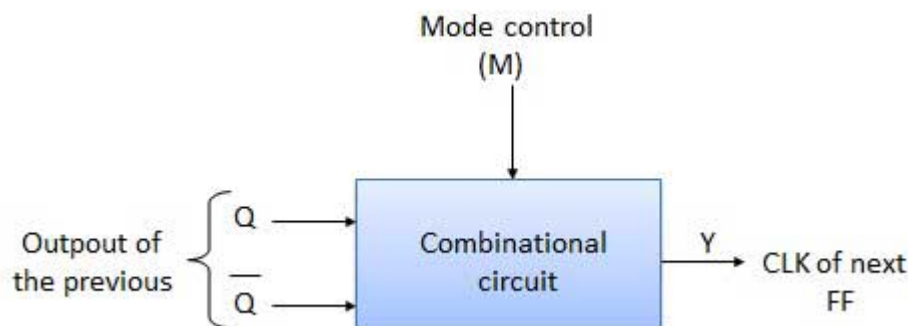 Mode control
(M)
Q
Outpout of
the previous
Q̅
Combinational
circuit
Y
CLK of next
FF